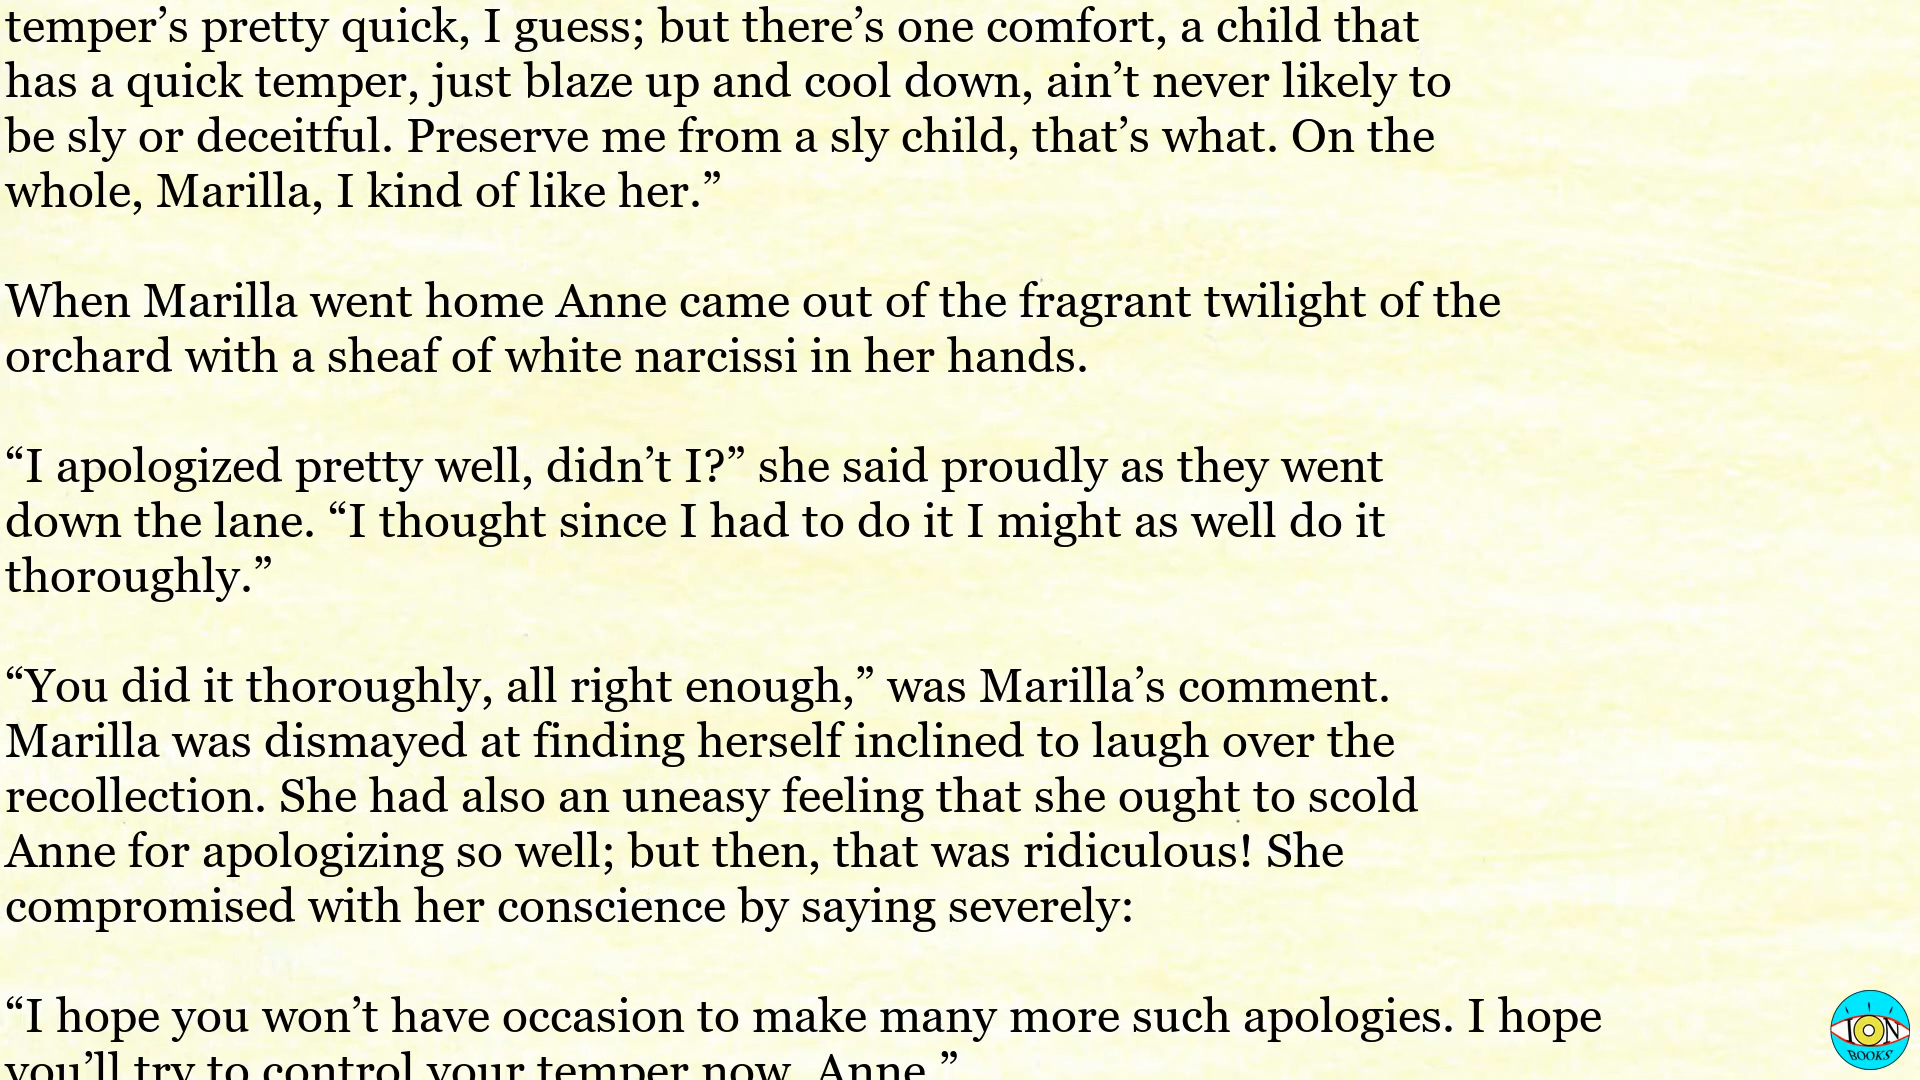 temper’s pretty quick, I guess; but there’s one comfort, a child that
has a quick temper, just blaze up and cool down, ain’t never likely to
be sly or deceitful. Preserve me from a sly child, that’s what. On the
whole, Marilla, I kind of like her.”
When Marilla went home Anne came out of the fragrant twilight of the
orchard with a sheaf of white narcissi in her hands.
“I apologized pretty well, didn’t I?” she said proudly as they went
down the lane. “I thought since I had to do it I might as well do it
thoroughly.”
“You did it thoroughly, all right enough,” was Marilla’s comment.
Marilla was dismayed at finding herself inclined to laugh over the
recollection. She had also an uneasy feeling that she ought to scold
Anne for apologizing so well; but then, that was ridiculous! She
compromised with her conscience by saying severely:
“I hope you won’t have occasion to make many more such apologies. I hope
you’ll try to control your temper now, Anne.”
ION
BOOKS